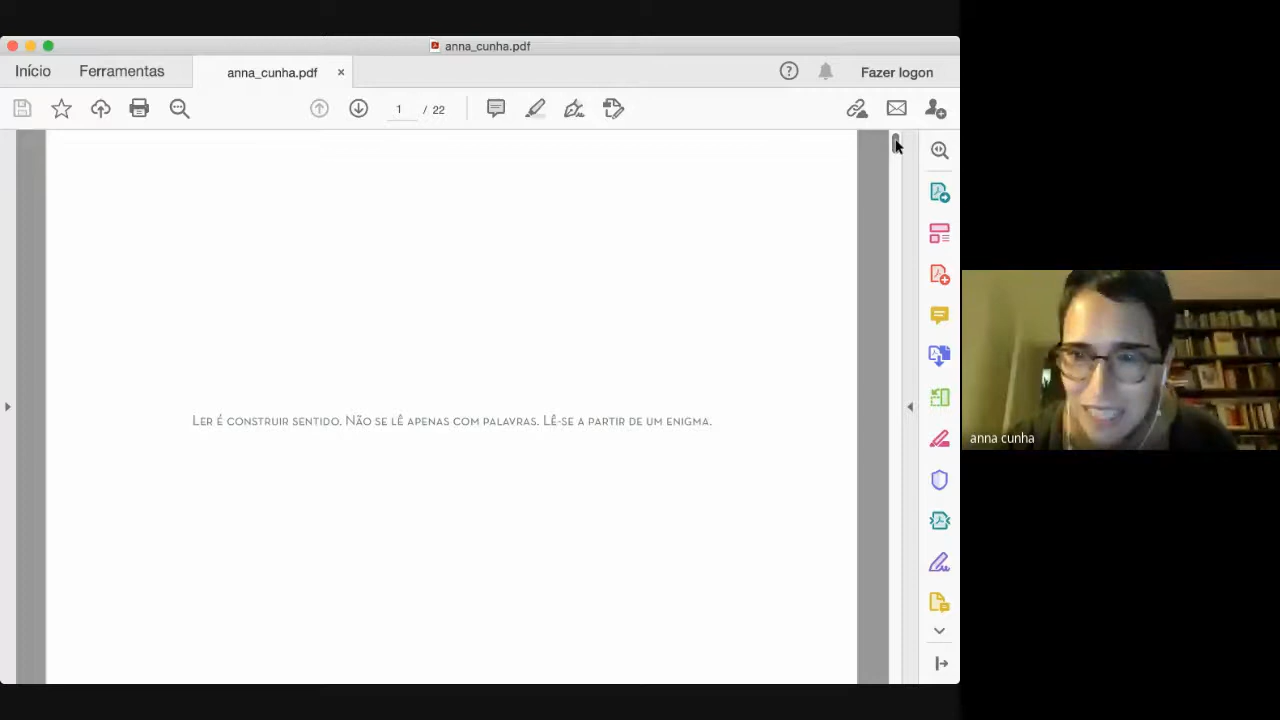 anna_cunha.pdf
Início
Ferramentas
anna_cunha.pdf
Fazer logon
1 / 22
LER É CONSTRUIR SENTIDO. NÃO SE LÊ APENAS COM PALAVRAS. LÊ-SE A PARTIR DE UM ENIGMA.
anna cunha